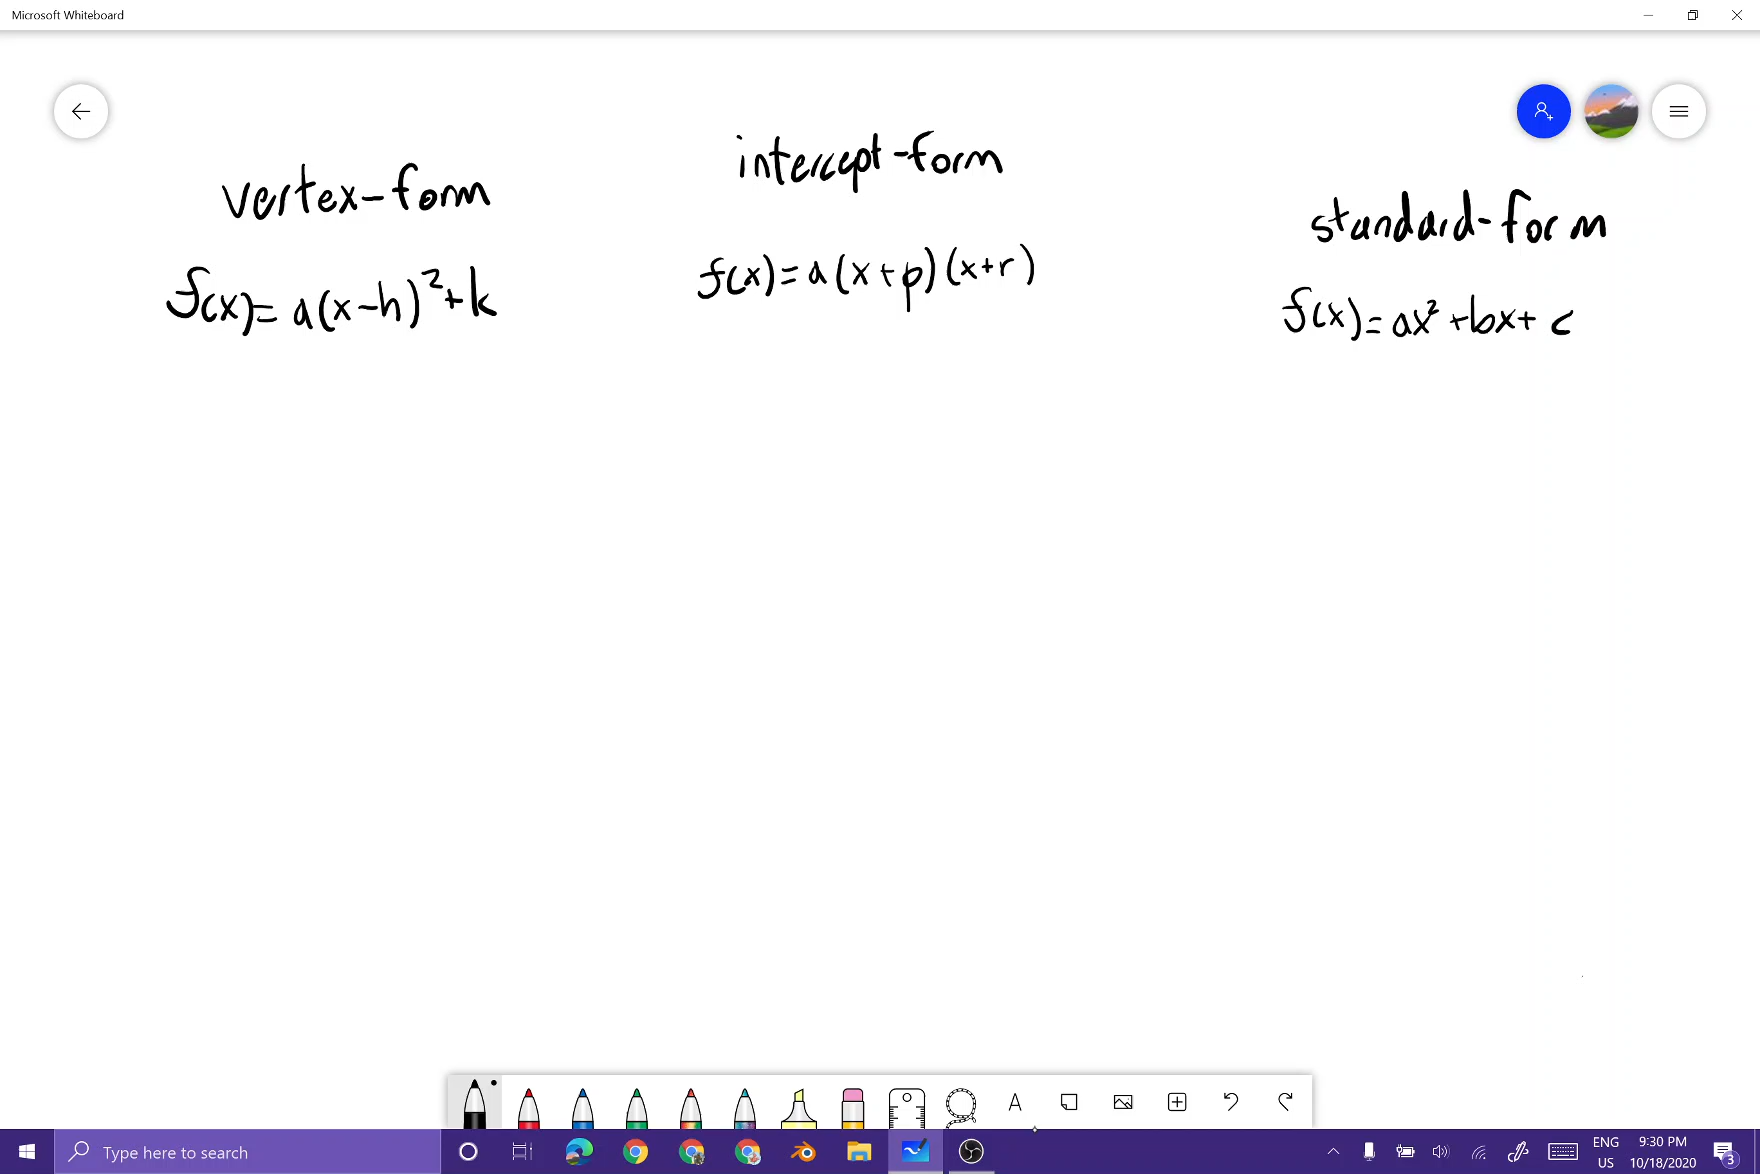 Microsoft Whiteboard
vertex-form
f(x)= a(x-h)²+k
intercept-form
f(x)=a(x+p)(x+r)
standard-form
f(x)=ax²+bx+c
A
Type here to search
ENG
US
9:30 PM
10/18/2020
3